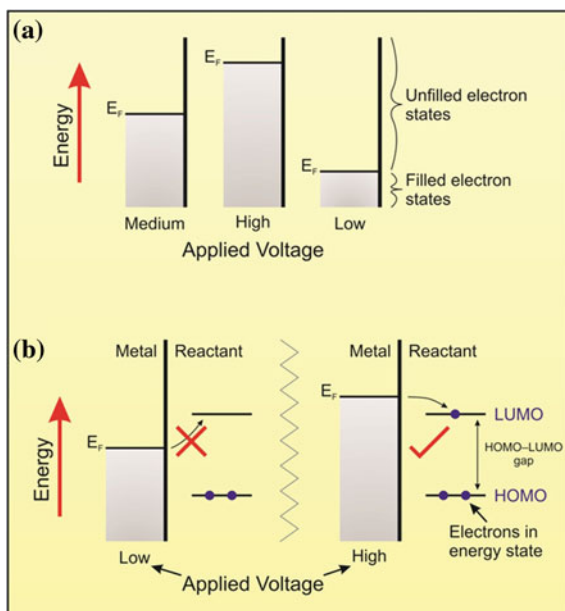 (a)
Energy
E_F
E_F
E_F
Unfilled electron
states
Filled electron
states
Medium
High
Low
Applied Voltage
(b)
Energy
Metal
Reactant
Metal
Reactant
E_F
E_F
LUMO
HOMO–LUMO
gap
HOMO
Electrons in
energy state
Low
High
Applied Voltage